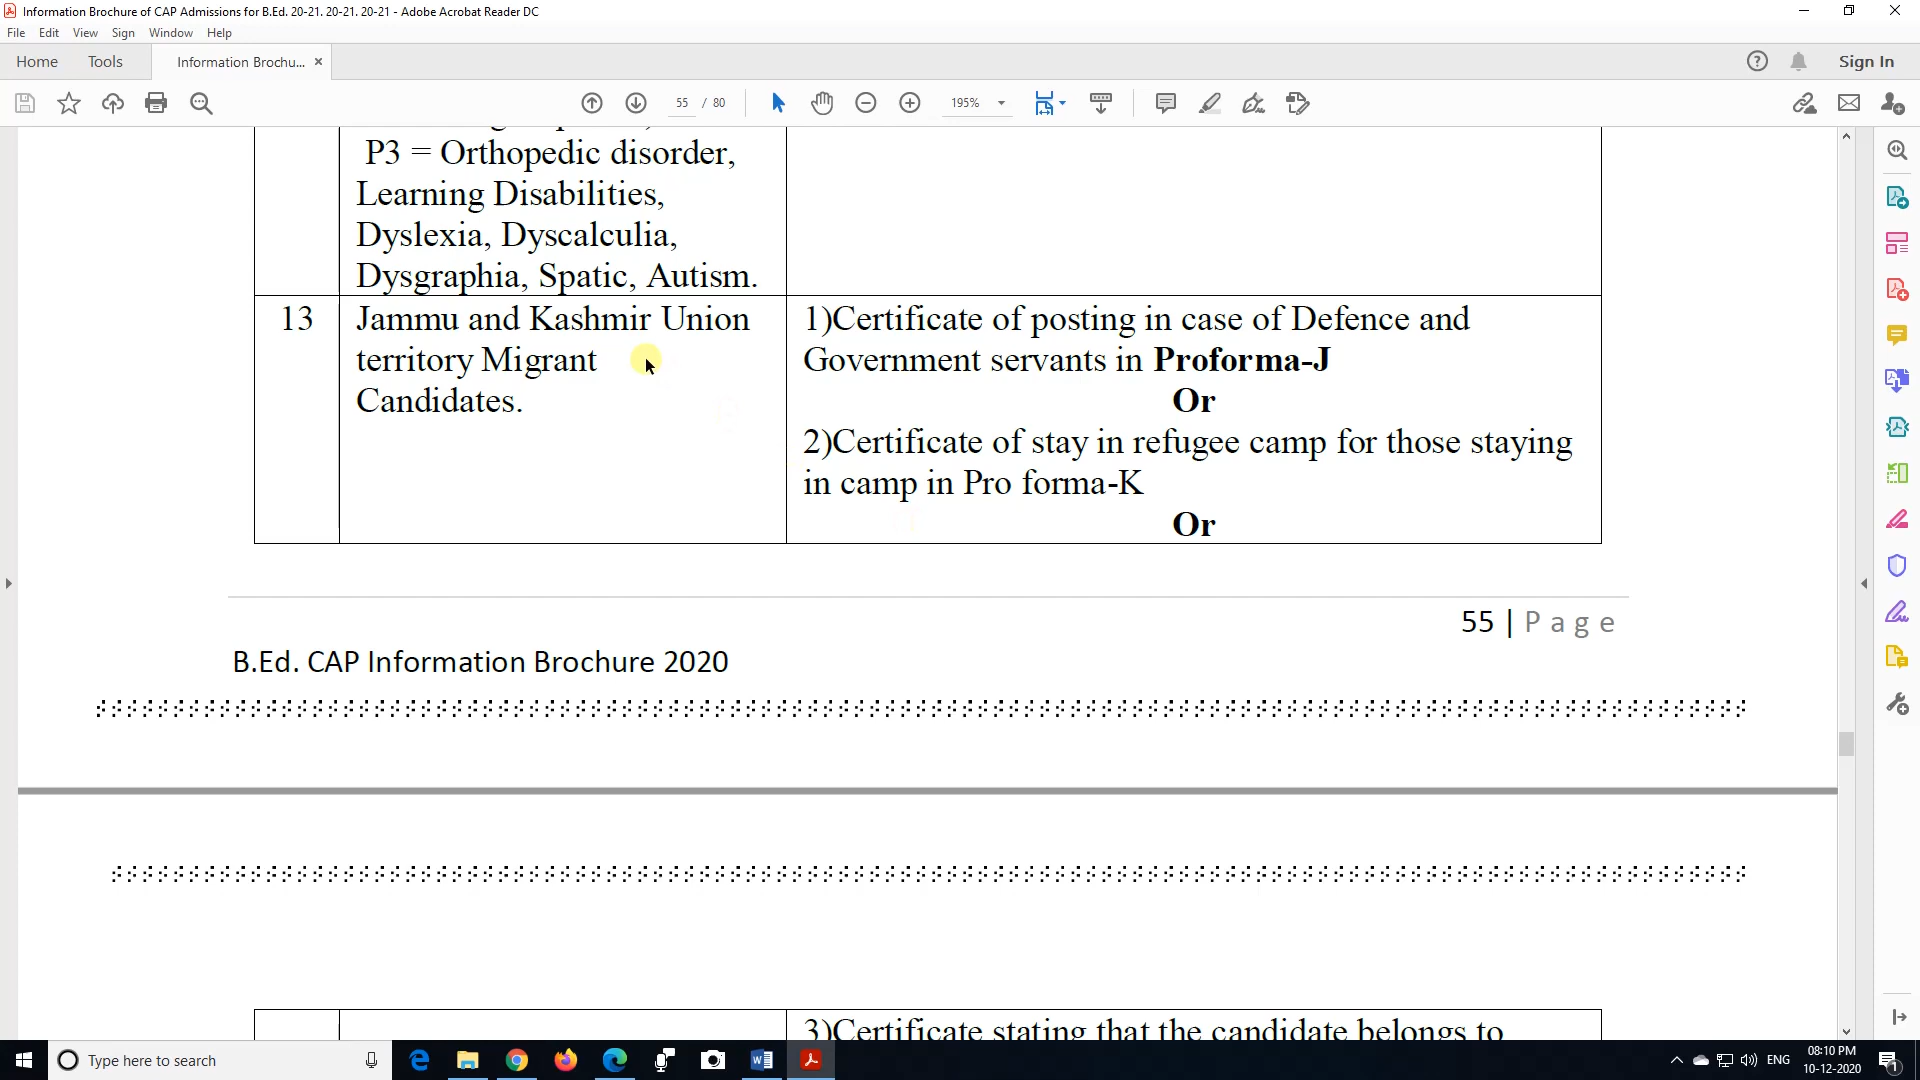 Information Brochure of CAP Admissions for B.Ed. 20-21. 20-21. 20-21 - Adobe Acrobat Reader DC
File Edit View Sign Window Help
Home Tools Information Brochu... × Sign In
55 / 80 195%
P3 = Orthopedic disorder,
Learning Disabilities,
Dyslexia, Dyscalculia,
Dysgraphia, Spatic, Autism.
13 Jammu and Kashmir Union
territory Migrant
Candidates.
1)Certificate of posting in case of Defence and
Government servants in Proforma-J
Or
2)Certificate of stay in refugee camp for those staying
in camp in Pro forma-K
Or
55 | Page
B.Ed. CAP Information Brochure 2020
3)Certificate stating that the candidate belongs to
Type here to search
ENG
08:10 PM
10-12-2020
1